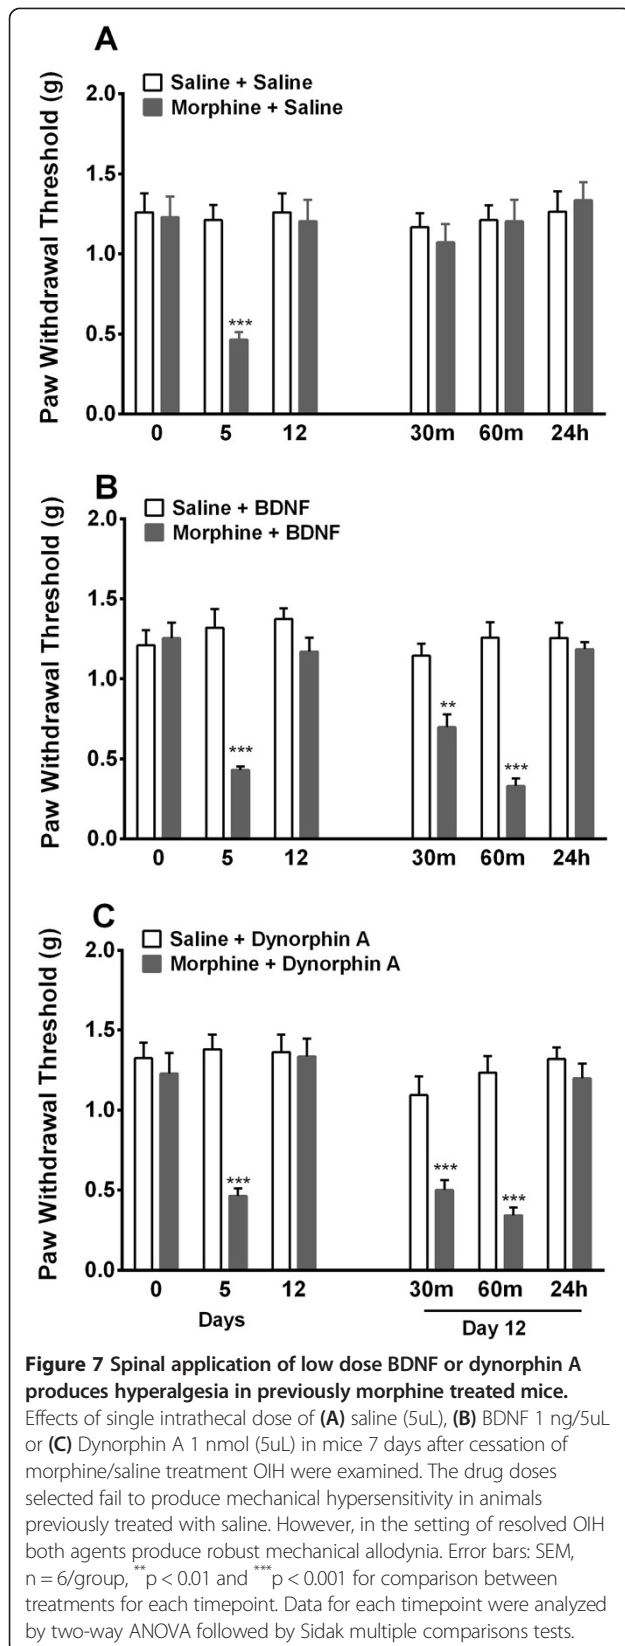 A
Saline + Saline
Morphine + Saline
Paw Withdrawal Threshold (g)
2.0
1.5
1.0
0.5
0.0
***
0 5 12 30m 60m 24h
B
Saline + BDNF
Morphine + BDNF
Paw Withdrawal Threshold (g)
2.0
1.5
1.0
0.5
0.0
*** ** ***
0 5 12 30m 60m 24h
C
Saline + Dynorphin A
Morphine + Dynorphin A
Paw Withdrawal Threshold (g)
2.0
1.5
1.0
0.5
0.0
*** *** ***
0 5 12 30m 60m 24h
Days Day 12
Figure 7 Spinal application of low dose BDNF or dynorphin A
produces hyperalgesia in previously morphine treated mice.
Effects of single intrathecal dose of (A) saline (5uL), (B) BDNF 1 ng/5uL
or (C) Dynorphin A 1 nmol (5uL) in mice 7 days after cessation of
morphine/saline treatment OIH were examined. The drug doses
selected fail to produce mechanical hypersensitivity in animals
previously treated with saline. However, in the setting of resolved OIH
both agents produce robust mechanical allodynia. Error bars: SEM,
n = 6/group, **p < 0.01 and ***p < 0.001 for comparison between
treatments for each timepoint. Data for each timepoint were analyzed
by two-way ANOVA followed by Sidak multiple comparisons tests.